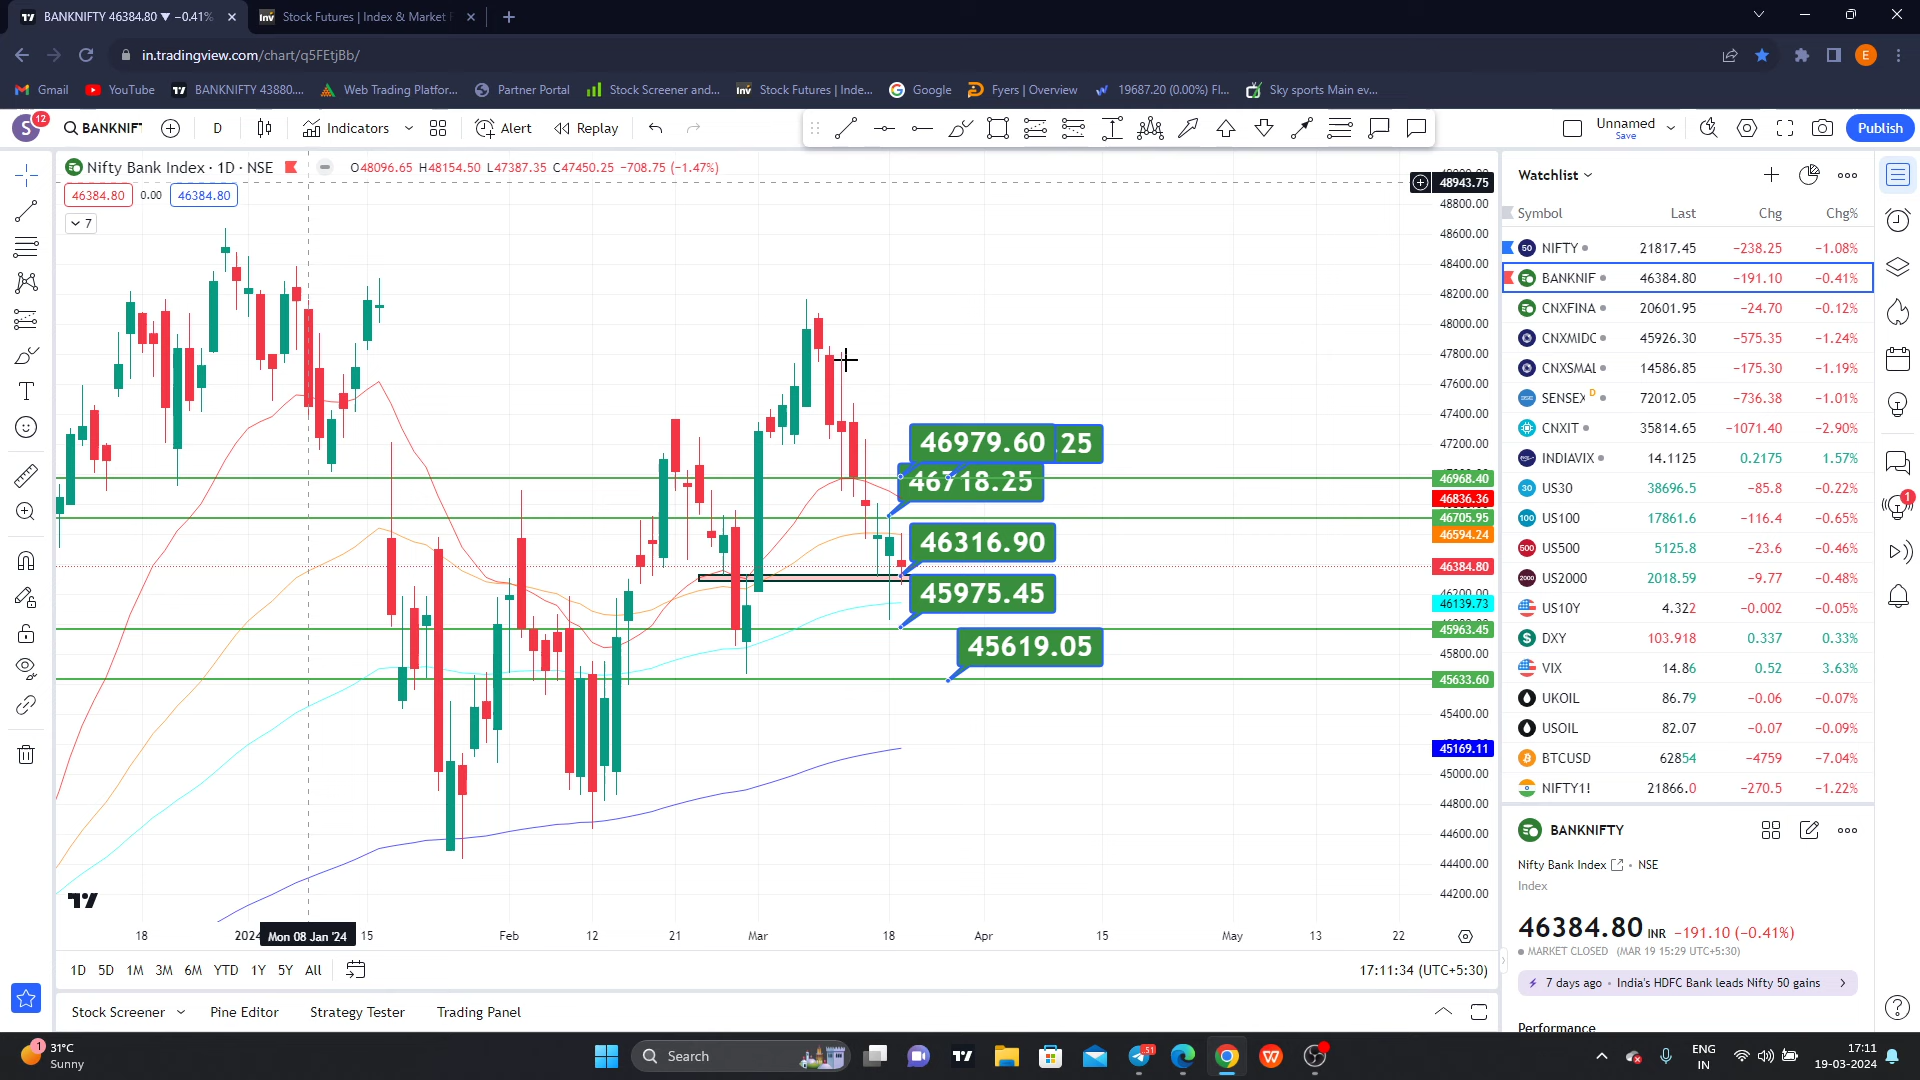 BANKNIFTY 46384.80 ▼ −0.41%
Stock Futures | Index & Market F
in.tradingview.com/chart/q5FEtjBb/
Gmail
YouTube
BANKNIFTY 43880....
Web Trading Platfor...
Partner Portal
Stock Screener and...
Stock Futures | Inde...
Google
Fyers | Overview
19687.20 (0.00%) Fl...
Sky sports Main ev...
S 12
BANKNIF
D
Indicators
Alert
Replay
Unnamed
Save
Publish
Nifty Bank Index · 1D · NSE
O48096.65 H48154.50 L47387.35 C47450.25 −708.75 (−1.47%)
46384.80 0.00 46384.80
7
48943.75
48800.00
48600.00
48400.00
48200.00
48000.00
47800.00
47600.00
47400.00
47200.00
46968.40
46836.36
46705.95
46594.24
46384.80
46200.00
46139.73
45963.45
45800.00
45633.60
45400.00
45169.11
45000.00
44800.00
44600.00
44400.00
44200.00
46979.60 .25
46718.25
46316.90
45975.45
45619.05
18 2024 Mon 08 Jan '24 15 Feb 12 21 Mar 18 Apr 15 May 13 22
1D 5D 1M 3M 6M YTD 1Y 5Y All
17:11:34 (UTC+5:30)
Stock Screener Pine Editor Strategy Tester Trading Panel
Watchlist
Symbol Last Chg Chg%
NIFTY 21817.45 −238.25 −1.08%
BANKNIF 46384.80 −191.10 −0.41%
CNXFINA 20601.95 −24.70 −0.12%
CNXMIDC 45926.30 −575.35 −1.24%
CNXSMAL 14586.85 −175.30 −1.19%
SENSEX D 72012.05 −736.38 −1.01%
CNXIT 35814.65 −1071.40 −2.90%
INDIAVIX 14.1125 0.2175 1.57%
US30 38696.5 −85.8 −0.22%
US100 17861.6 −116.4 −0.65%
US500 5125.8 −23.6 −0.46%
US2000 2018.59 −9.77 −0.48%
US10Y 4.322 −0.002 −0.05%
DXY 103.918 0.337 0.33%
VIX 14.86 0.52 3.63%
UKOIL 86.79 −0.06 −0.07%
USOIL 82.07 −0.07 −0.09%
BTCUSD 62854 −4759 −7.04%
NIFTY1! 21866.0 −270.5 −1.22%
BANKNIFTY
Nifty Bank Index • NSE
Index
46384.80 INR −191.10 (−0.41%)
MARKET CLOSED (MAR 19 15:29 UTC+5:30)
7 days ago • India's HDFC Bank leads Nifty 50 gains
Performance
31°C
Sunny
Search
ENG
IN
17:11
19-03-2024